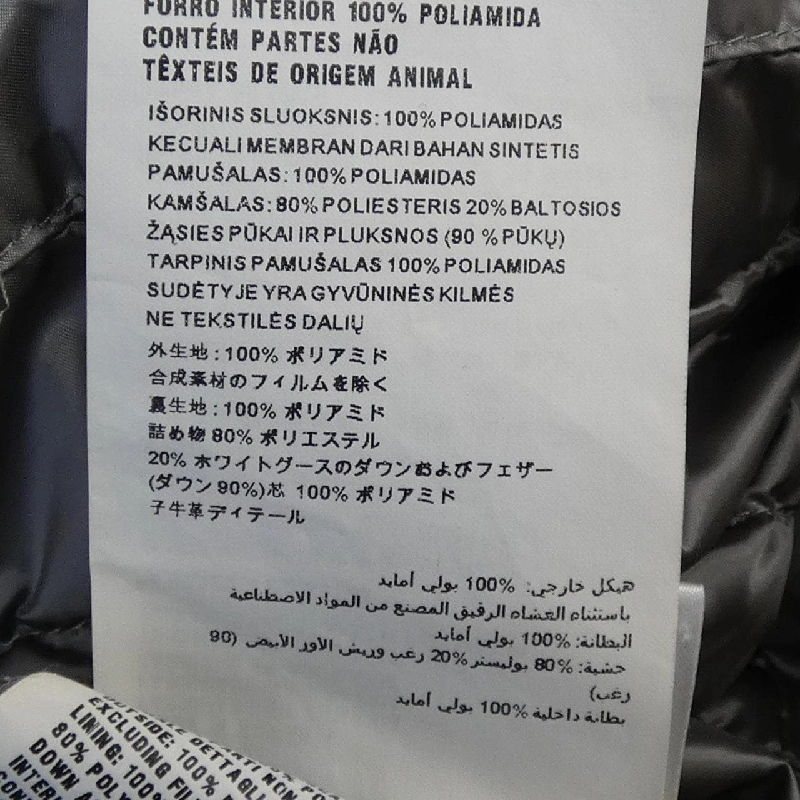 FORRO INTERIOR 100% POLIAMIDA
CONTÉM PARTES NÃO
TÊXTEIS DE ORIGEM ANIMAL
IŠORINIS SLUOKSNIS: 100% POLIAMIDAS
KECUALI MEMBRAN DARI BAHAN SINTETIS
PAMUŠALAS: 100% POLIAMIDAS
KAMŠALAS: 80% POLIESTERIS 20% BALTOSIOS
ŽĄSIES PŪKAI IR PLUKSNOS (90 % PŪKŲ)
TARPINIS PAMUŠALAS 100% POLIAMIDAS
SUDĖTYJE YRA GYVŪNINĖS KILMĖS
NE TEKSTILĖS DALIŲ
外生地 : 100% ポリアミド
合成素材のフィルムを除く
裏生地 : 100% ポリアミド
詰め物 80% ポリエステル
20% ホワイトグースのダウンおよびフェザー
(ダウン 90%)芯 100% ポリアミド
子牛革ディテール
هيكل خارجي: 100% بولي أمايد
باستثناء الغشاء الرقيق المصنع من المواد الاصطناعية
البطانة: 100% بولي أمايد
حشية: 80% بوليستر 20% زغب وريش الأوز الأبيض (90
زغب)
بطانة داخلية 100% بولي أمايد
OUTSIDE: 100%
EXCLUDING
LINING: 100%
80% POLY
DOWN